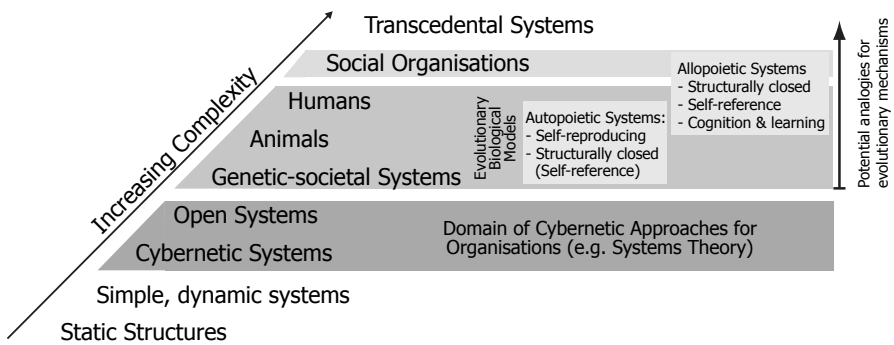 Transcedental Systems
Social Organisations
Humans
Animals
Genetic-societal Systems
Open Systems
Cybernetic Systems
Simple, dynamic systems
Static Structures
Increasing Complexity
Evolutionary
Biological
Models
Autopoietic Systems:
- Self-reproducing
- Structurally closed
(Self-reference)
Allopoietic Systems
- Structurally closed
- Self-reference
- Cognition & learning
Domain of Cybernetic Approaches for
Organisations (e.g. Systems Theory)
Potential analogies for
evolutionary mechanisms